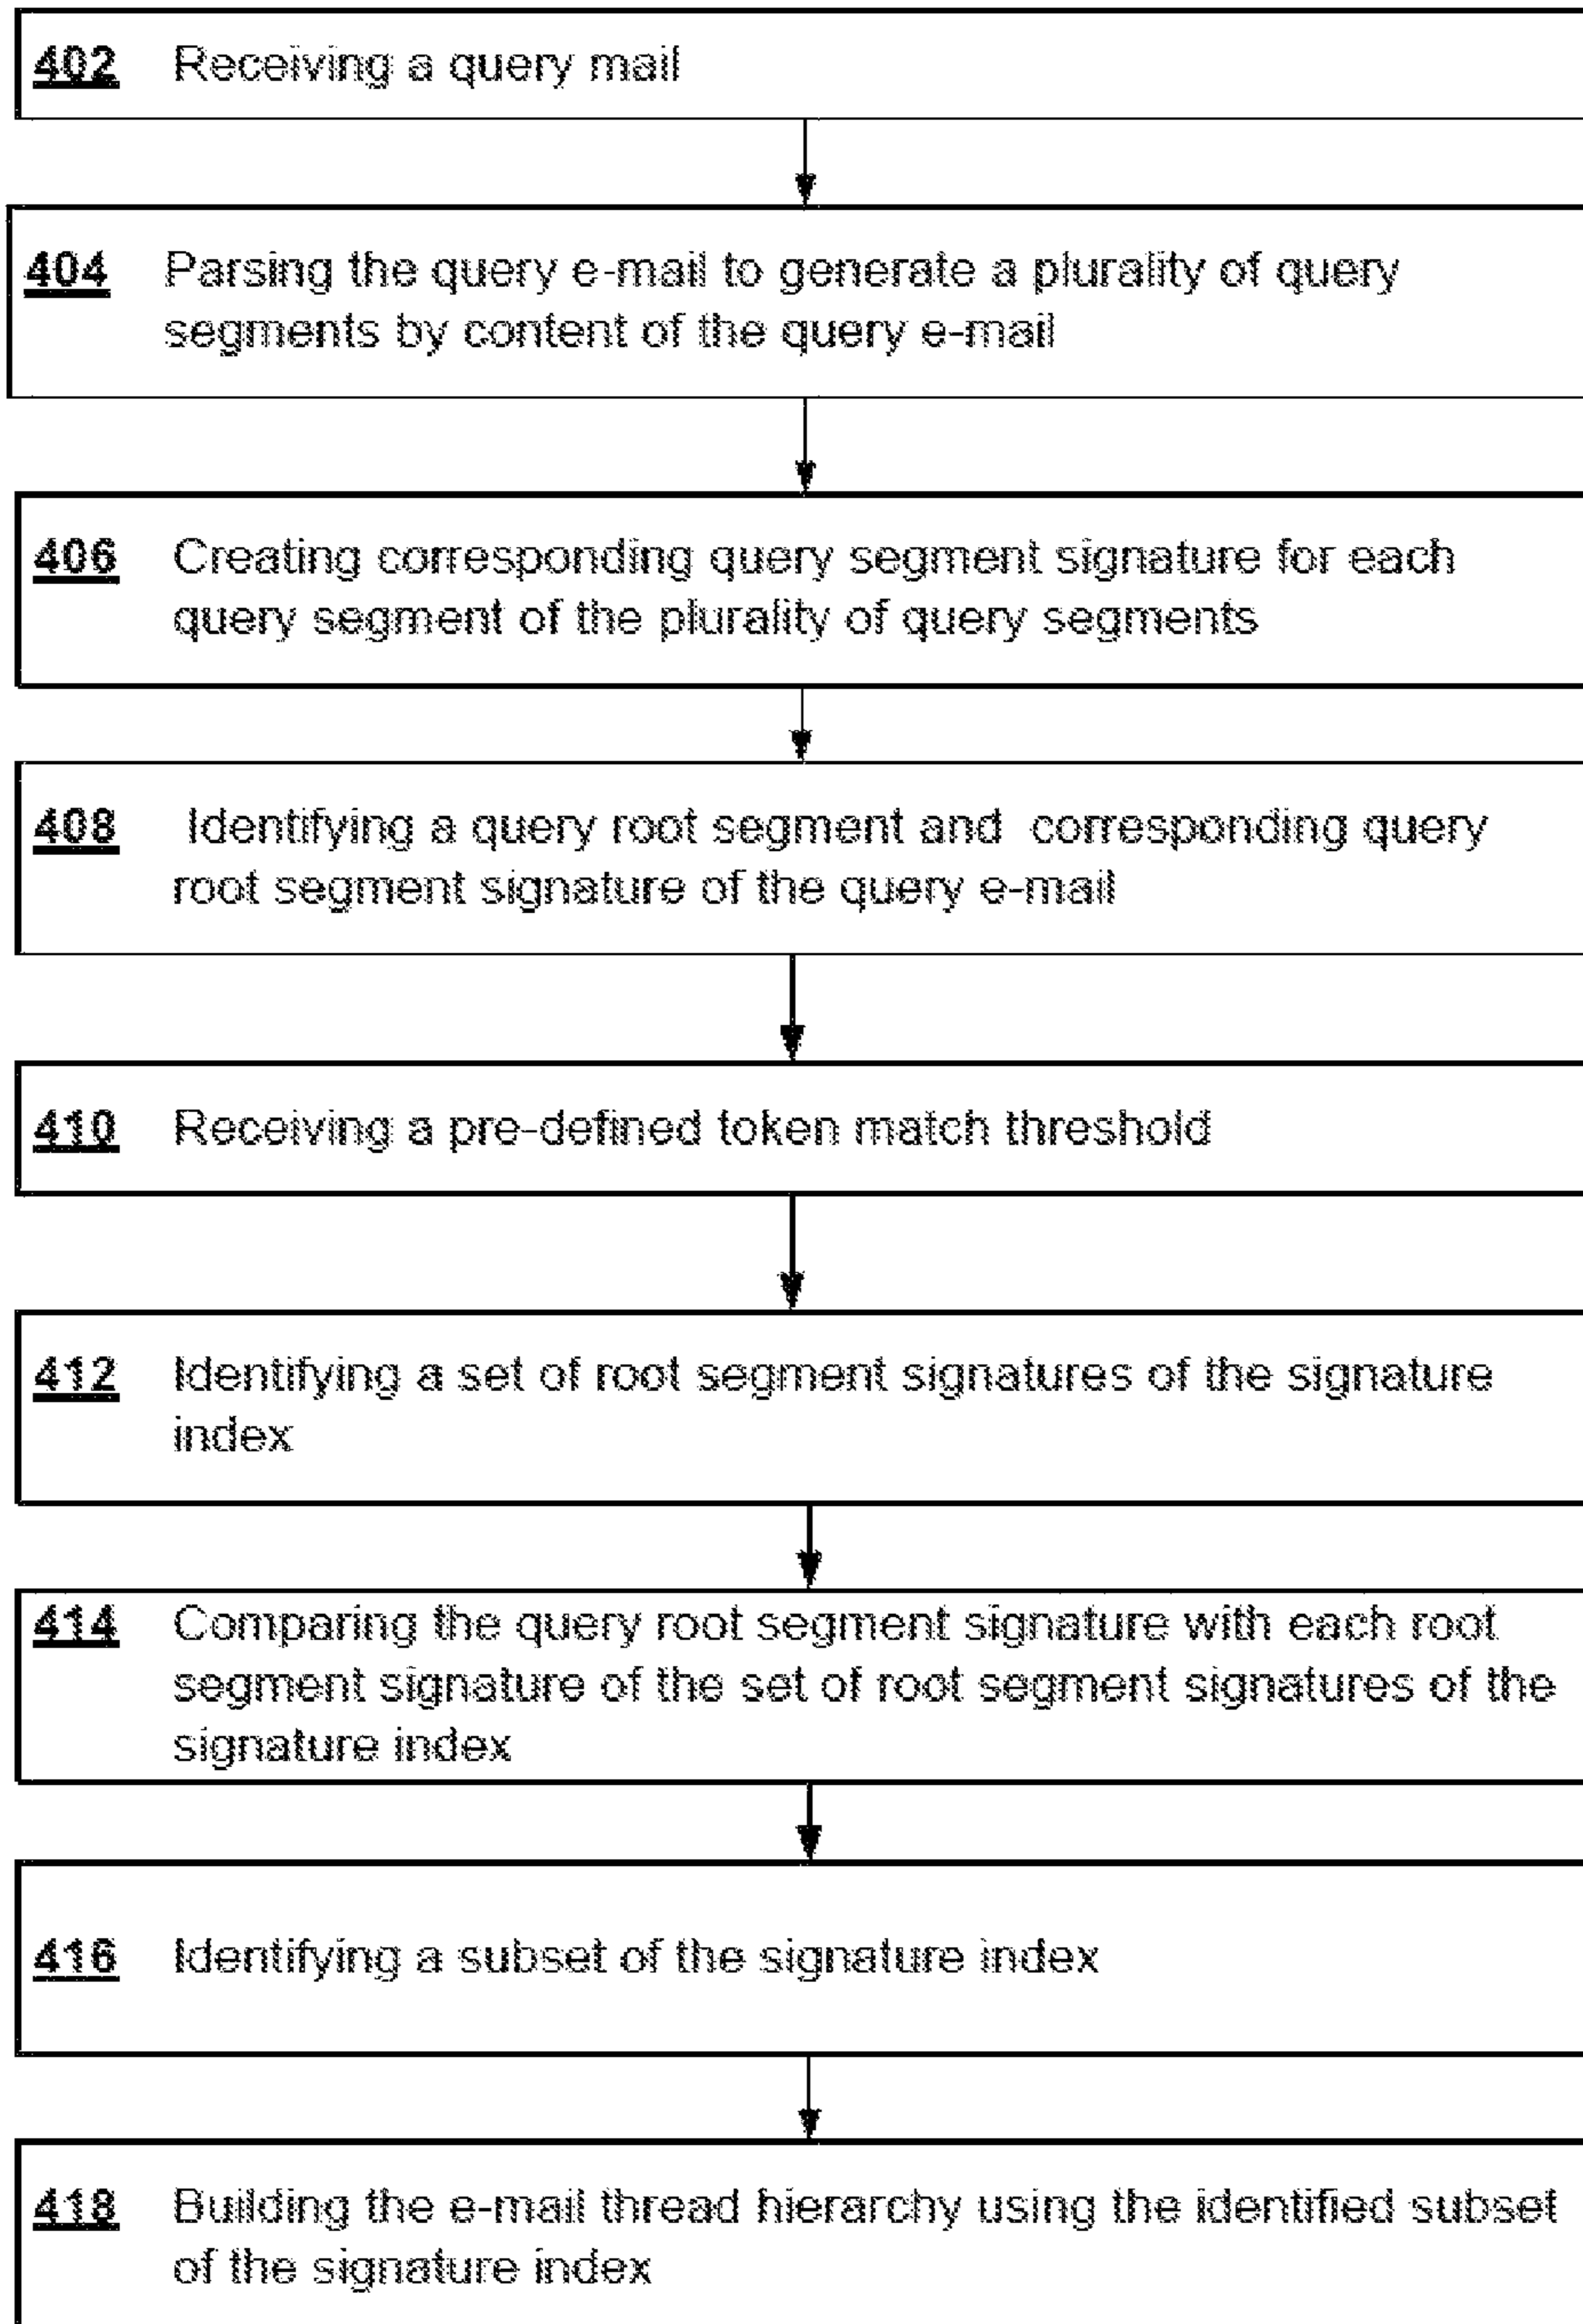 402 Receiving a query mail
404 Parsing the query e-mail to generate a plurality of query
segments by content of the query e-mail
406 Creating corresponding query segment signature for each
query segment of the plurality of query segments
408 Identifying a query root segment and corresponding query
root segment signature of the query e-mail
410 Receiving a pre-defined token match threshold
412 Identifying a set of root segment signatures of the signature
index
414 Comparing the query root segment signature with each root
segment signature of the set of root segment signatures of the
signature index
416 Identifying a subset of the signature index
418 Building the e-mail thread hierarchy using the identified subset
of the signature index